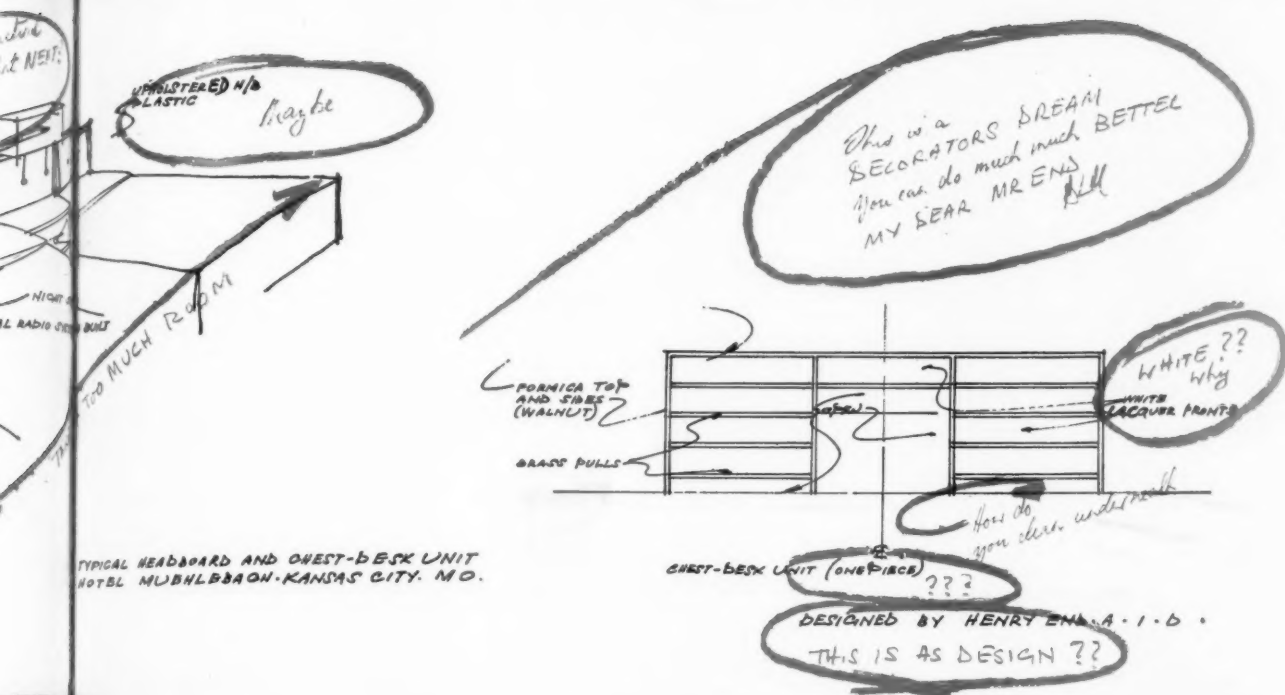 at NEIT:
UPHOLSTERED H/B
PLASTIC
Maybe
This is a
DECORATORS DREAM
you can do much much BETTEL
MY DEAR MR END
TOO MUCH ROOM
FORMICA TOP
AND SIDES
(WALNUT)
BRASS PULLS
OPEN
WHITE ??
why
WHITE
LACQUER FRONTS
How do
you clean underneath
TYPICAL HEADBOARD AND CHEST-DESK UNIT
HOTEL MUEHLEBACH·KANSAS CITY. MO.
CHEST-DESK UNIT (ONE PIECE)
???
DESIGNED BY HENRY END·A·I·D·
THIS IS AS DESIGN ??